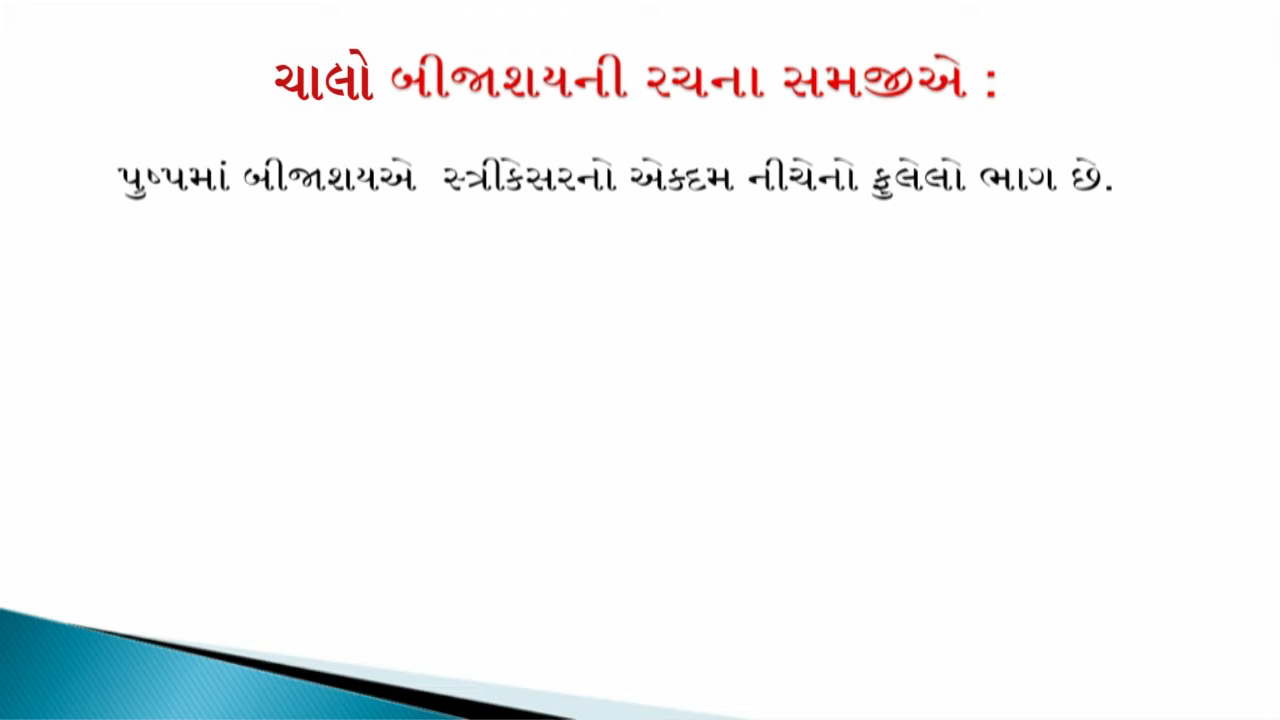 ચાલો બીજાશયની રચના સમજીએ :
પુષ્પમાં બીજાશયએ સ્ત્રીકેસરનો એકદમ નીચેનો ફુલેલો ભાગ છે.